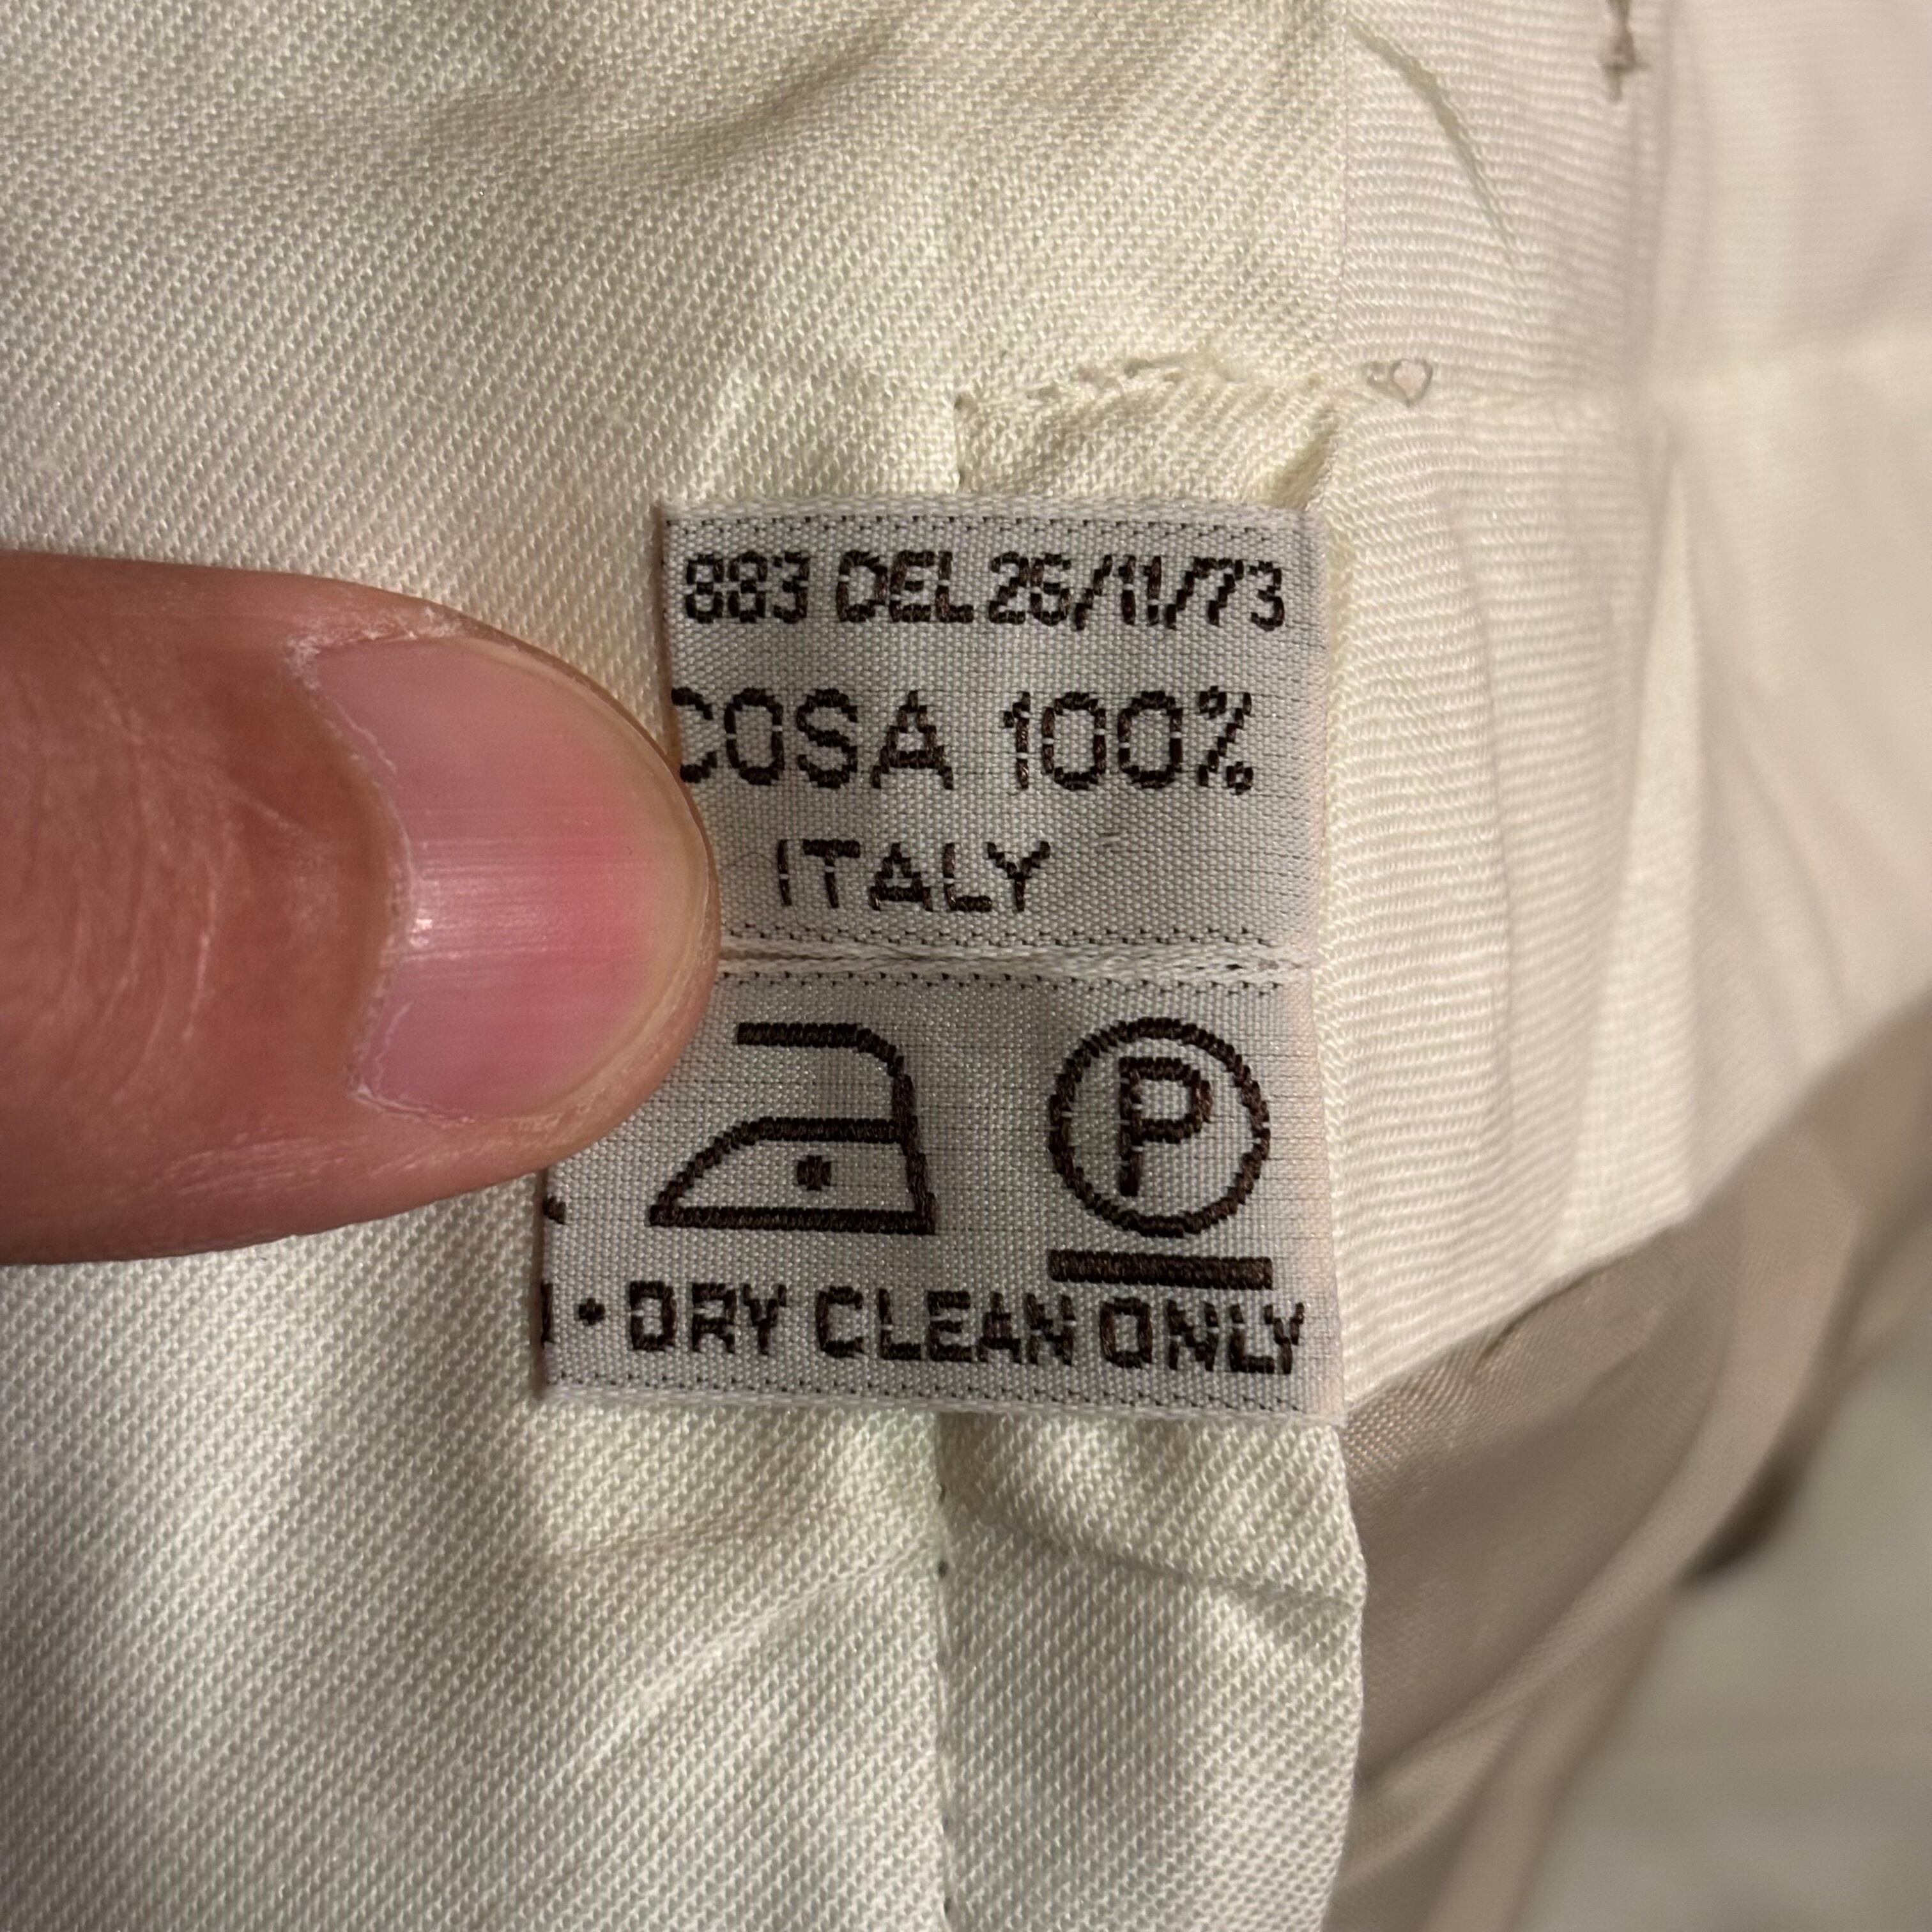 883 DEL 26/11/73
COSA 100%
ITALY
P
• DRY CLEAN ONLY